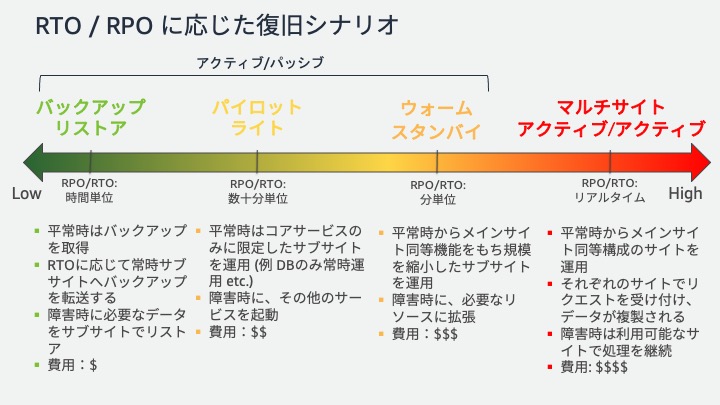 RTO / RPO に応じた復旧シナリオ
アクティブ/パッシブ
バックアップ
リストア
パイロット
ライト
ウォーム
スタンバイ
マルチサイト
アクティブ/アクティブ
Low
RPO/RTO:
時間単位
RPO/RTO:
数十分単位
RPO/RTO:
分単位
RPO/RTO:
リアルタイム
High
▪ 平常時はバックアップ
を取得
▪ RTOに応じて常時サブ
サイトへバックアップ
を転送する
▪ 障害時に必要なデータ
をサブサイトでリスト
ア
▪ 費用：$
▪ 平常時はコアサービスの
みに限定したサブサイト
を運用 (例 DBのみ常時運
用 etc.)
▪ 障害時に、その他のサー
ビスを起動
▪ 費用：$$
▪ 平常時からメインサイ
ト同等機能をもち規模
を縮小したサブサイト
を運用
▪ 障害時に、必要なリ
ソースに拡張
▪ 費用：$$$
▪ 平常時からメインサイ
ト同等構成のサイトを
運用
▪ それぞれのサイトでリ
クエストを受け付け、
データが複製される
▪ 障害時は利用可能なサ
イトで処理を継続
▪ 費用: $$$$